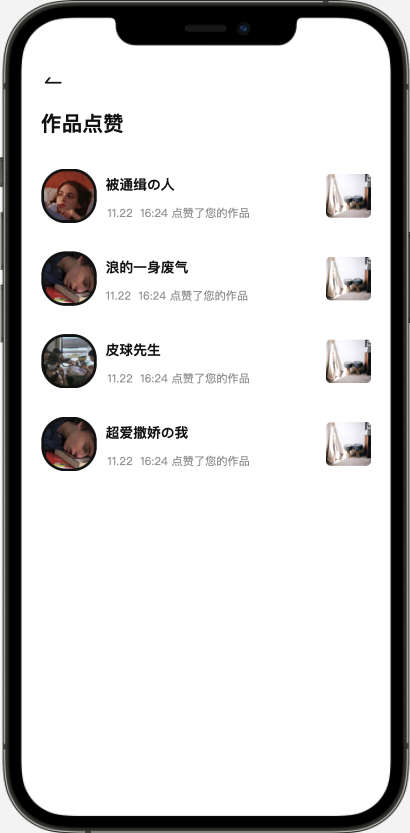 作品点赞
被通缉の人
11.22 16:24 点赞了您的作品
浪的一身废气
11.22 16:24 点赞了您的作品
皮球先生
11.22 16:24 点赞了您的作品
超爱撒娇の我
11.22 16:24 点赞了您的作品